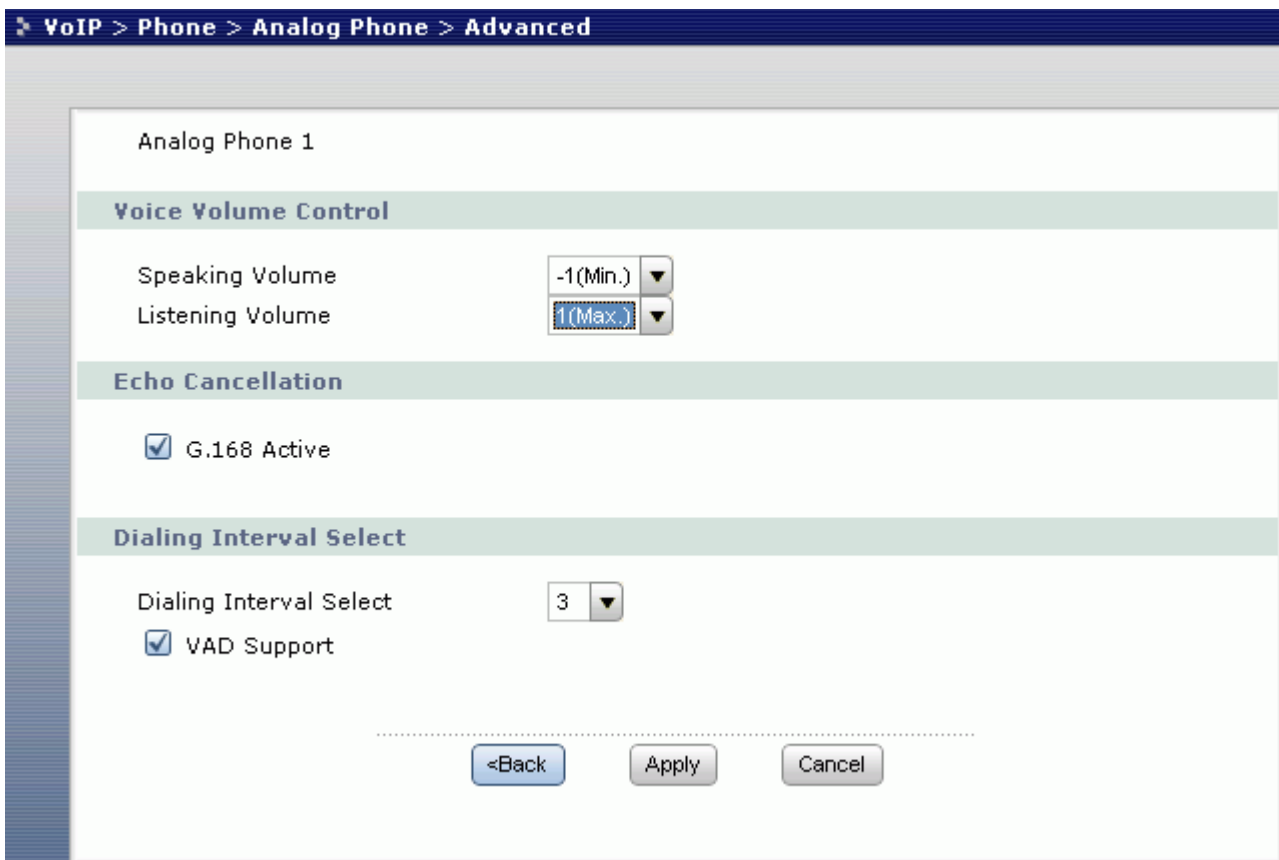 VoIP > Phone > Analog Phone > Advanced
Analog Phone 1
Voice Volume Control
Speaking Volume -1(Min.)
Listening Volume 1(Max.)
Echo Cancellation
G.168 Active
Dialing Interval Select
Dialing Interval Select 3
VAD Support
<Back Apply Cancel